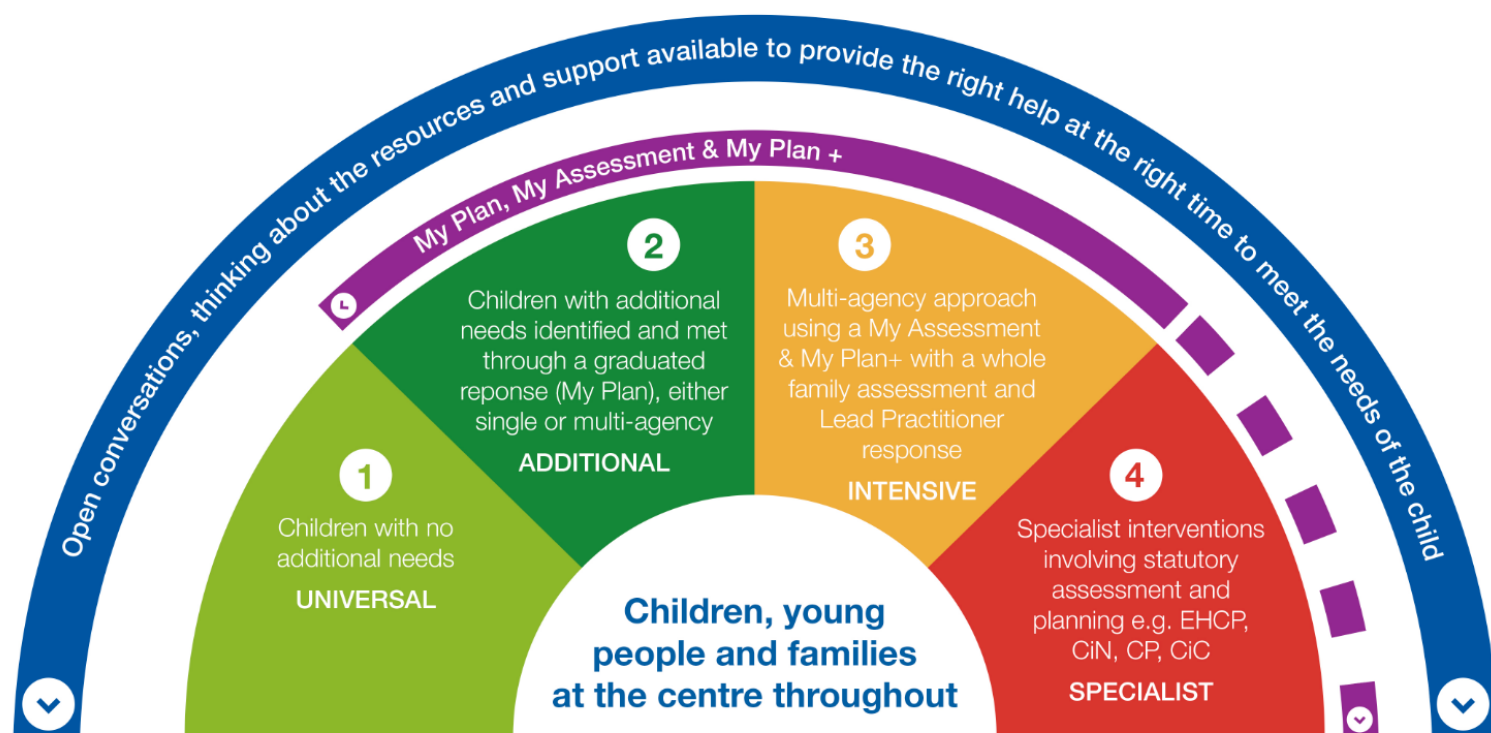 Open conversations, thinking about the resources and support available to provide the right help at the right time to meet the needs of the child
My Plan, My Assessment & My Plan +
1
Children with no
additional needs
UNIVERSAL
2
Children with additional
needs identified and met
through a graduated
reponse (My Plan), either
single or multi-agency
ADDITIONAL
3
Multi-agency approach
using a My Assessment
& My Plan+ with a whole
family assessment and
Lead Practitioner
response
INTENSIVE
4
Specialist interventions
involving statutory
assessment and
planning e.g. EHCP,
CiN, CP, CiC
SPECIALIST
Children, young
people and families
at the centre throughout